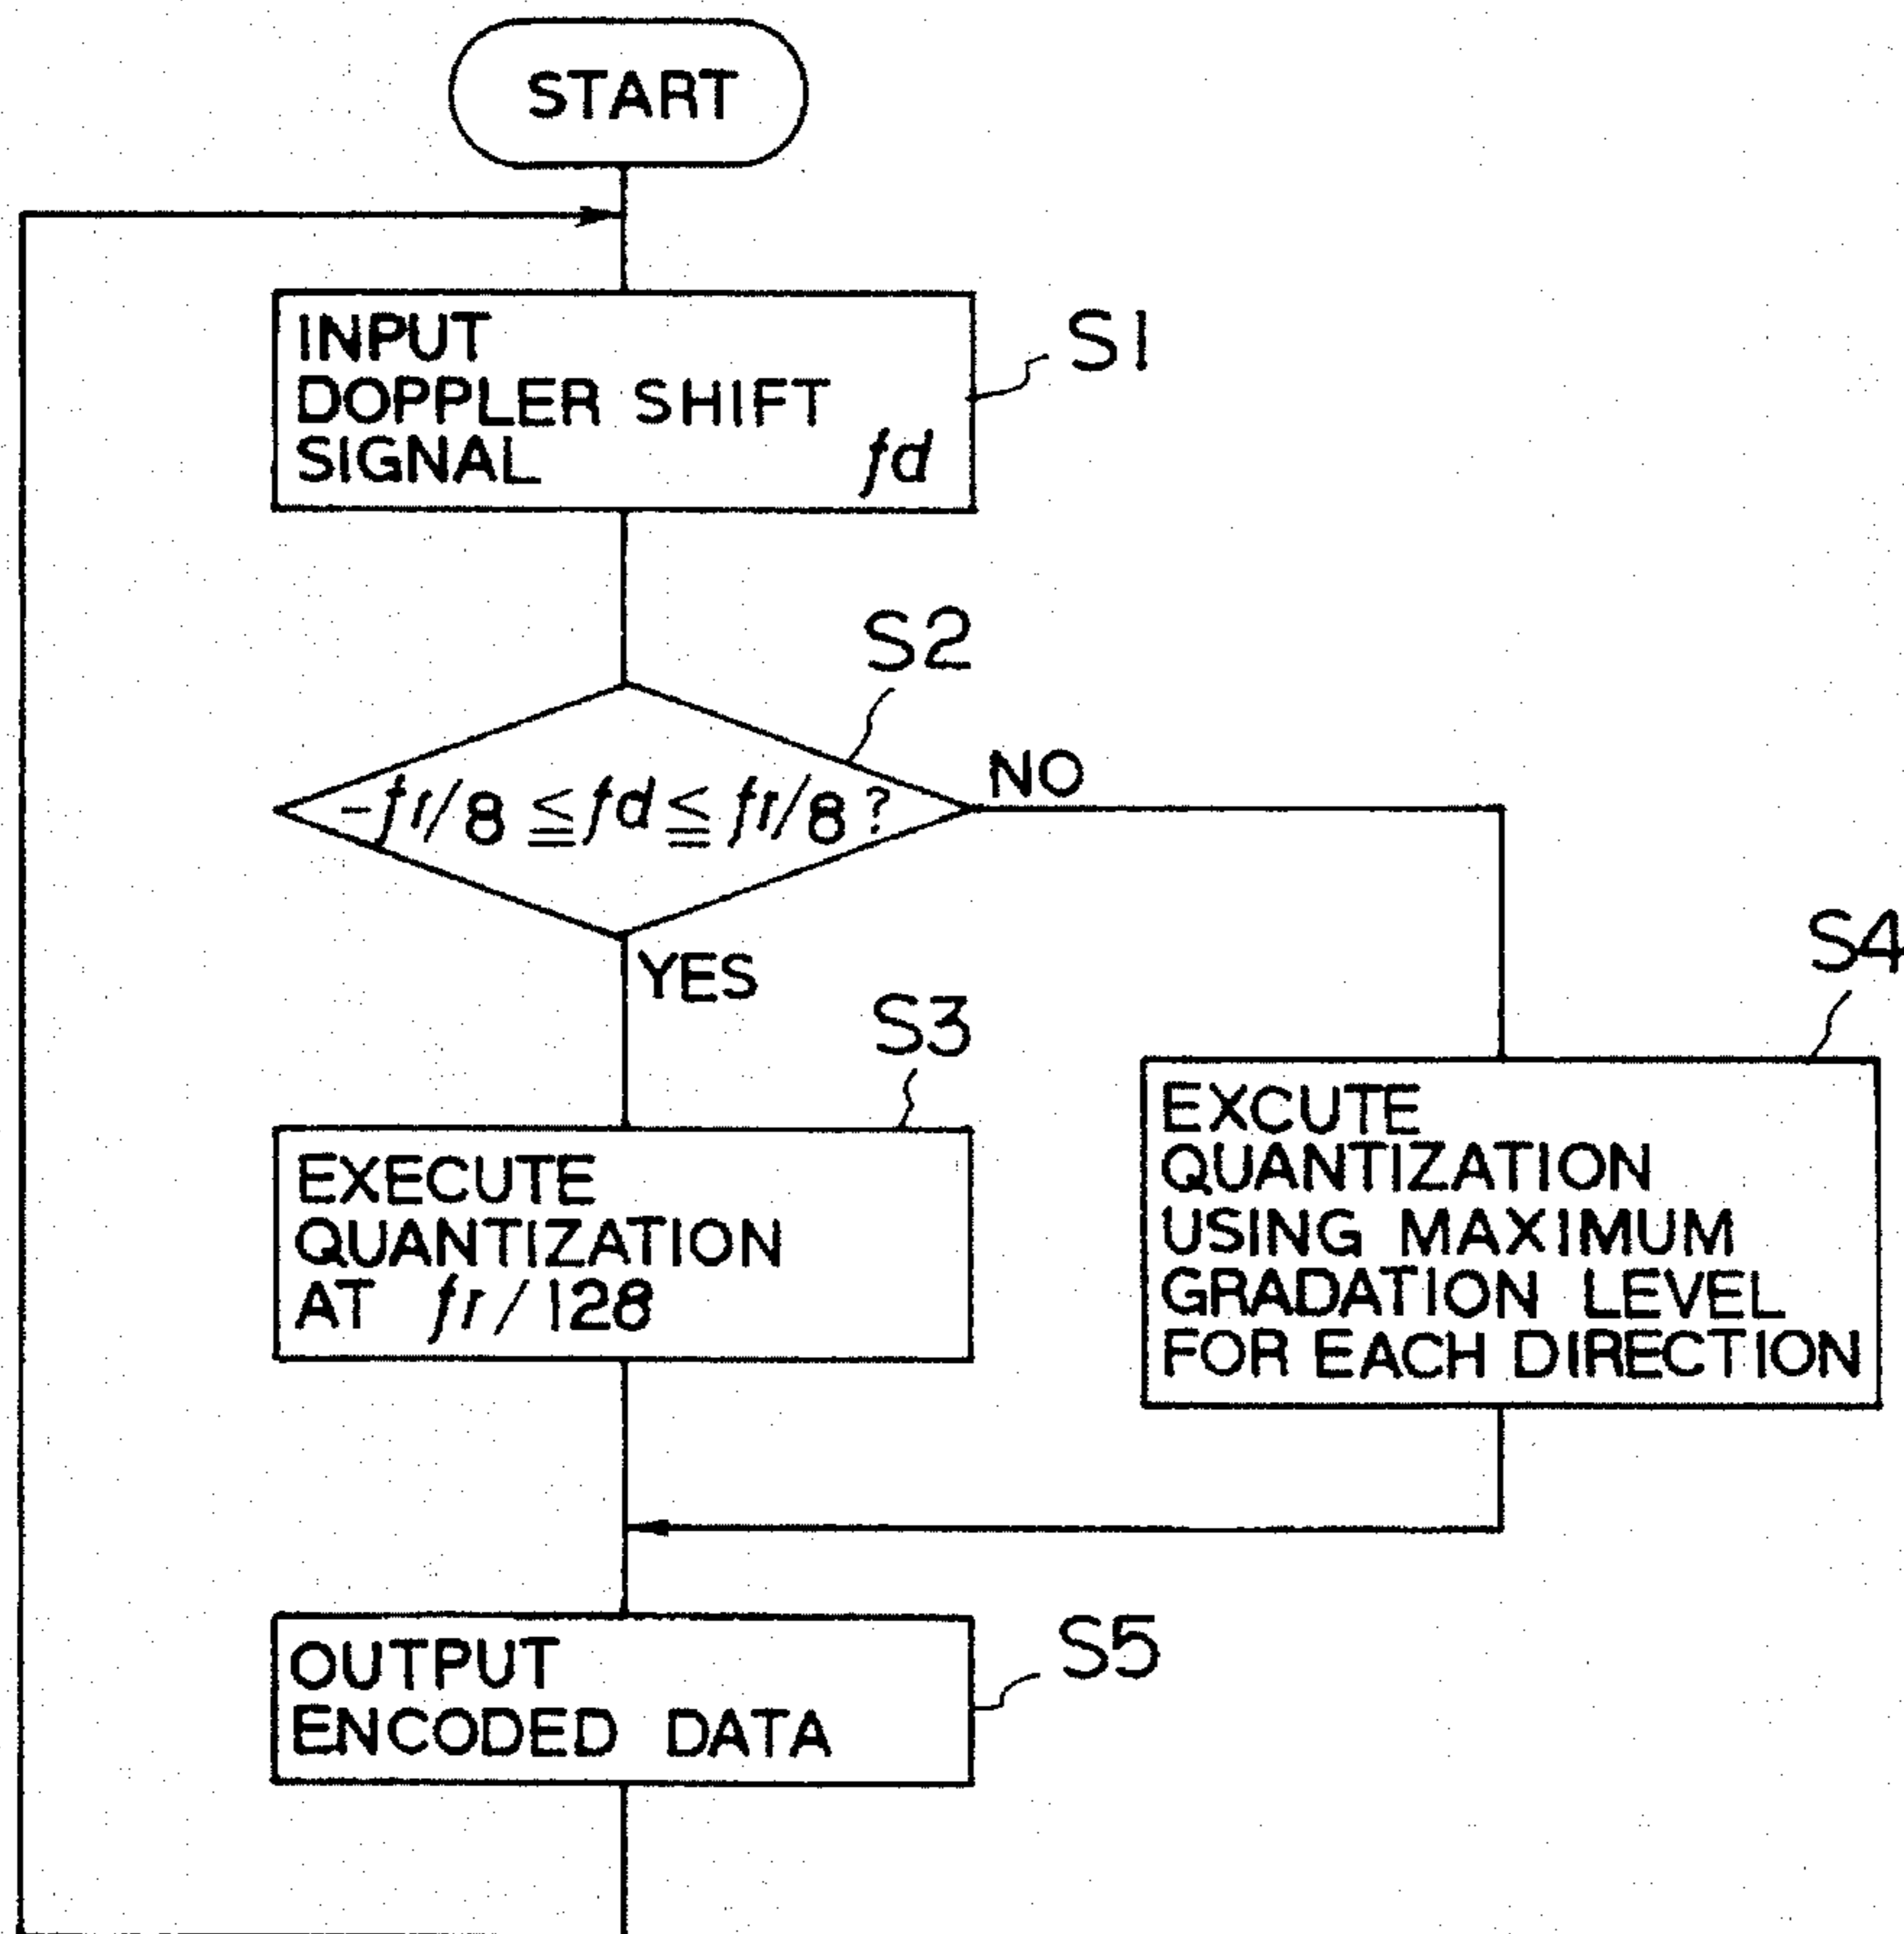 START
INPUT
DOPPLER SHIFT
SIGNAL fd
S1
S2
-fr/8 ≦ fd ≦ fr/8 ?
NO
YES
S3
EXECUTE
QUANTIZATION
AT fr/128
S4
EXCUTE
QUANTIZATION
USING MAXIMUM
GRADATION LEVEL
FOR EACH DIRECTION
OUTPUT
ENCODED DATA
S5